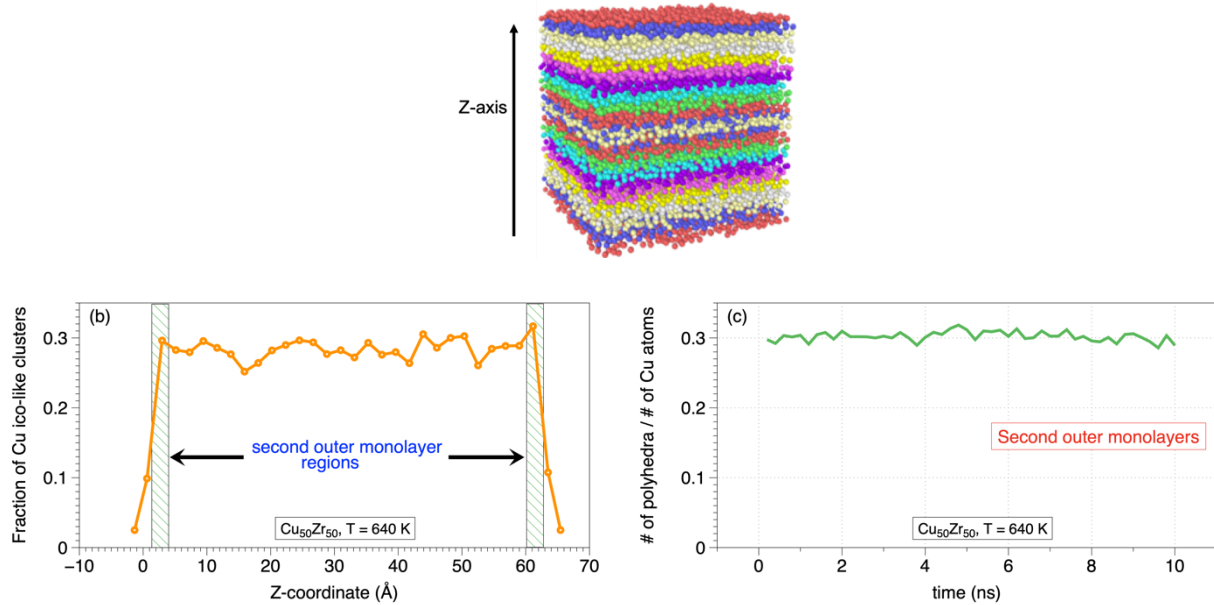 Z-axis
(b)
Fraction of Cu ico-like clusters
0.3
0.2
0.1
0
second outer monolayer
regions
Cu₅₀Zr₅₀, T = 640 K
−10 0 10 20 30 40 50 60 70
Z-coordinate (Å)
(c)
# of polyhedra / # of Cu atoms
0.3
0.2
0.1
0
Second outer monolayers
Cu₅₀Zr₅₀, T = 640 K
0 2 4 6 8 10
time (ns)